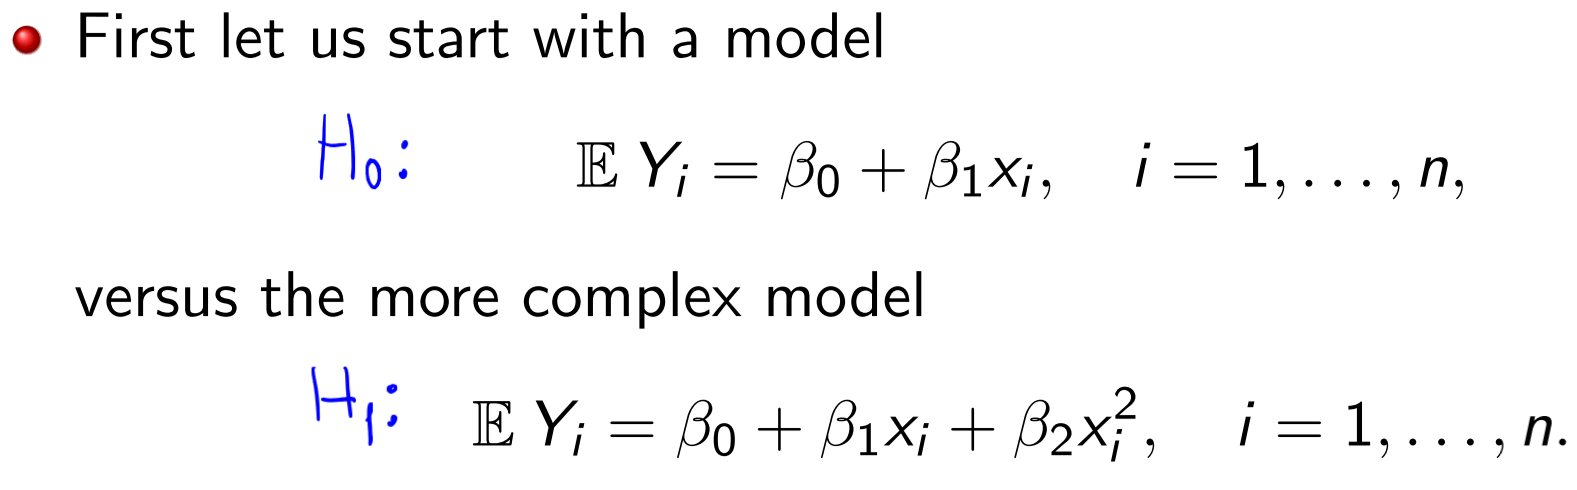 First let us start with a model
H₀: 𝔼 Yᵢ = β₀ + β₁xᵢ, i = 1, . . . , n,
versus the more complex model
H₁: 𝔼 Yᵢ = β₀ + β₁xᵢ + β₂xᵢ², i = 1, . . . , n.